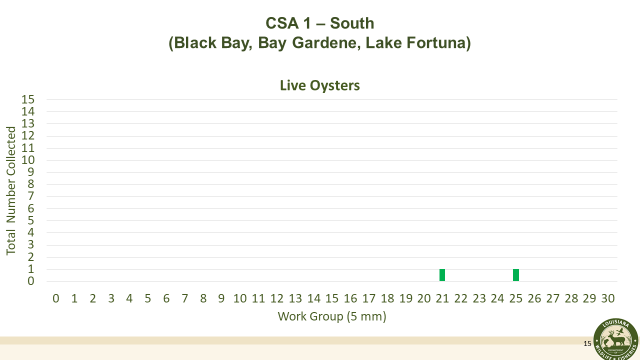 CSA 1 – South
(Black Bay, Bay Gardene, Lake Fortuna)
Live Oysters
Total Number Collected
15
14
13
12
11
10
9
8
7
6
5
4
3
2
1
0
0 1 2 3 4 5 6 7 8 9 10 11 12 13 14 15 16 17 18 19 20 21 22 23 24 25 26 27 28 29 30
Work Group (5 mm)
15
LOUISIANA